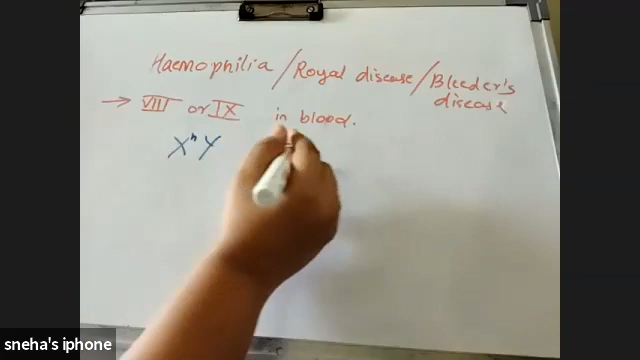 Haemophilia / Royal disease / Bleeder's
disease
→ VIII or IX in blood.
XʰY
sneha's iphone